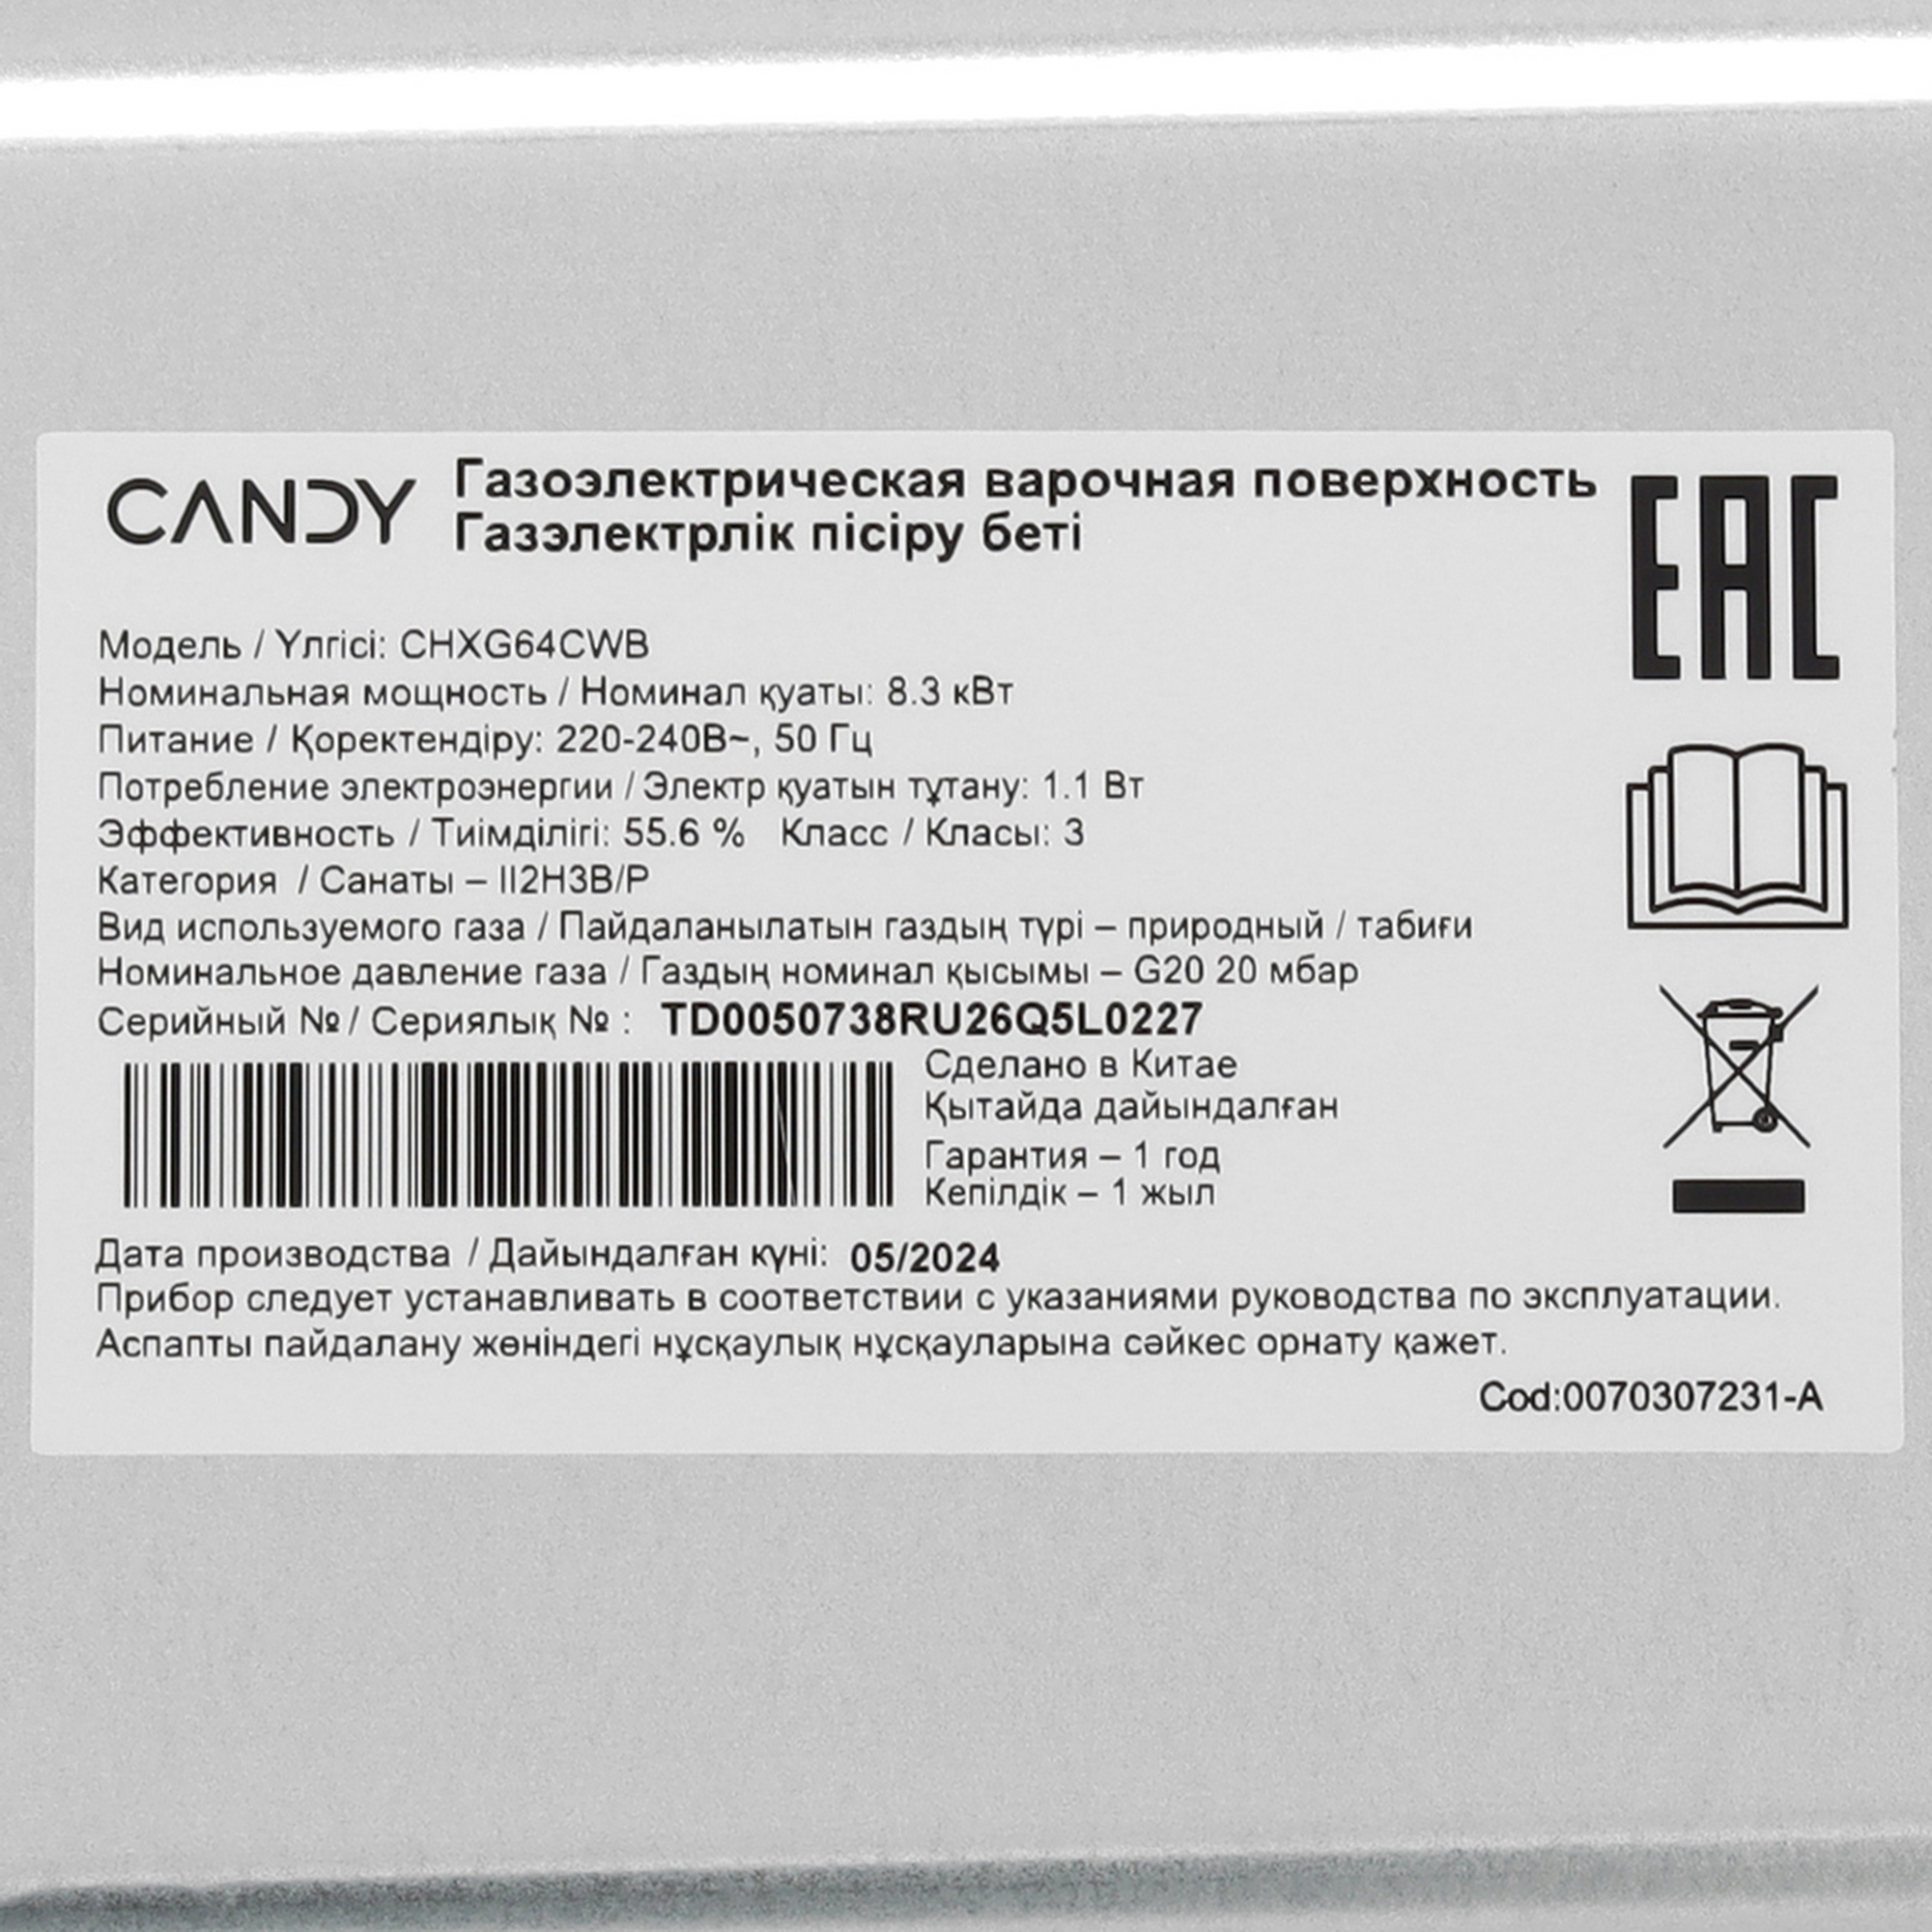 CANDY
Газоэлектрическая варочная поверхность
Газэлектрлік пісіру беті
EAC
Модель / Үлгісі: CHXG64CWB
Номинальная мощность / Номинал қуаты: 8.3 кВт
Питание / Қоректендіру: 220-240В~, 50 Гц
Потребление электроэнергии / Электр қуатын тұтану: 1.1 Вт
Эффективность / Тиімділігі: 55.6 % Класс / Класы: 3
Категория / Санаты – II2H3B/P
Вид используемого газа / Пайдаланылатын газдың түрі – природный / табиғи
Номинальное давление газа / Газдың номинал қысымы – G20 20 мбар
Серийный № / Сериялық № : TD0050738RU26Q5L0227
Сделано в Китае
Қытайда дайындалған
Гарантия – 1 год
Кепілдік – 1 жыл
Дата производства / Дайындалған күні: 05/2024
Прибор следует устанавливать в соответствии с указаниями руководства по эксплуатации.
Аспапты пайдалану жөніндегі нұсқаулық нұсқауларына сәйкес орнату қажет.
Cod:0070307231-A